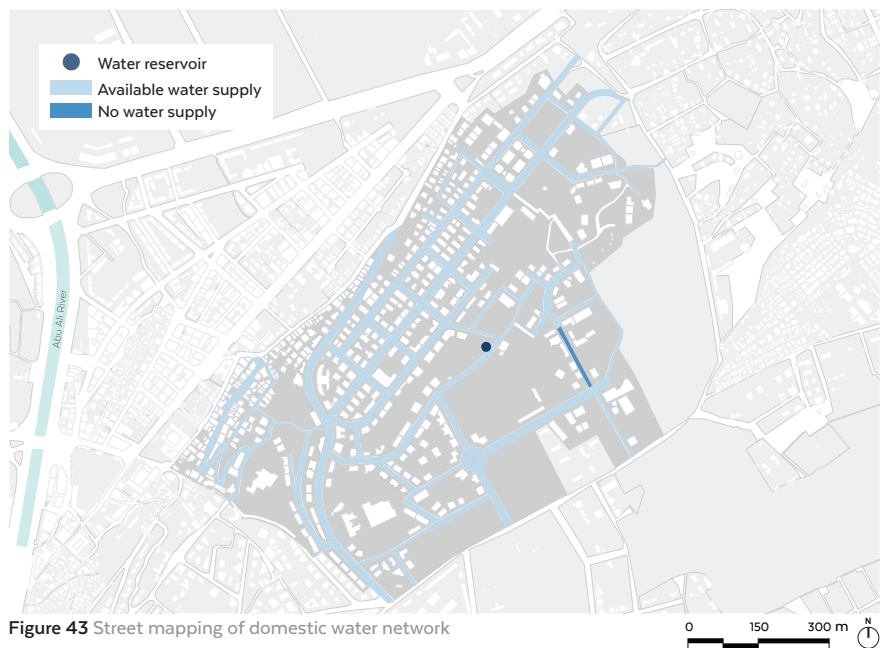 Water reservoir
Available water supply
No water supply
Abu Ali River
Figure 43 Street mapping of domestic water network
0 150 300 m
N